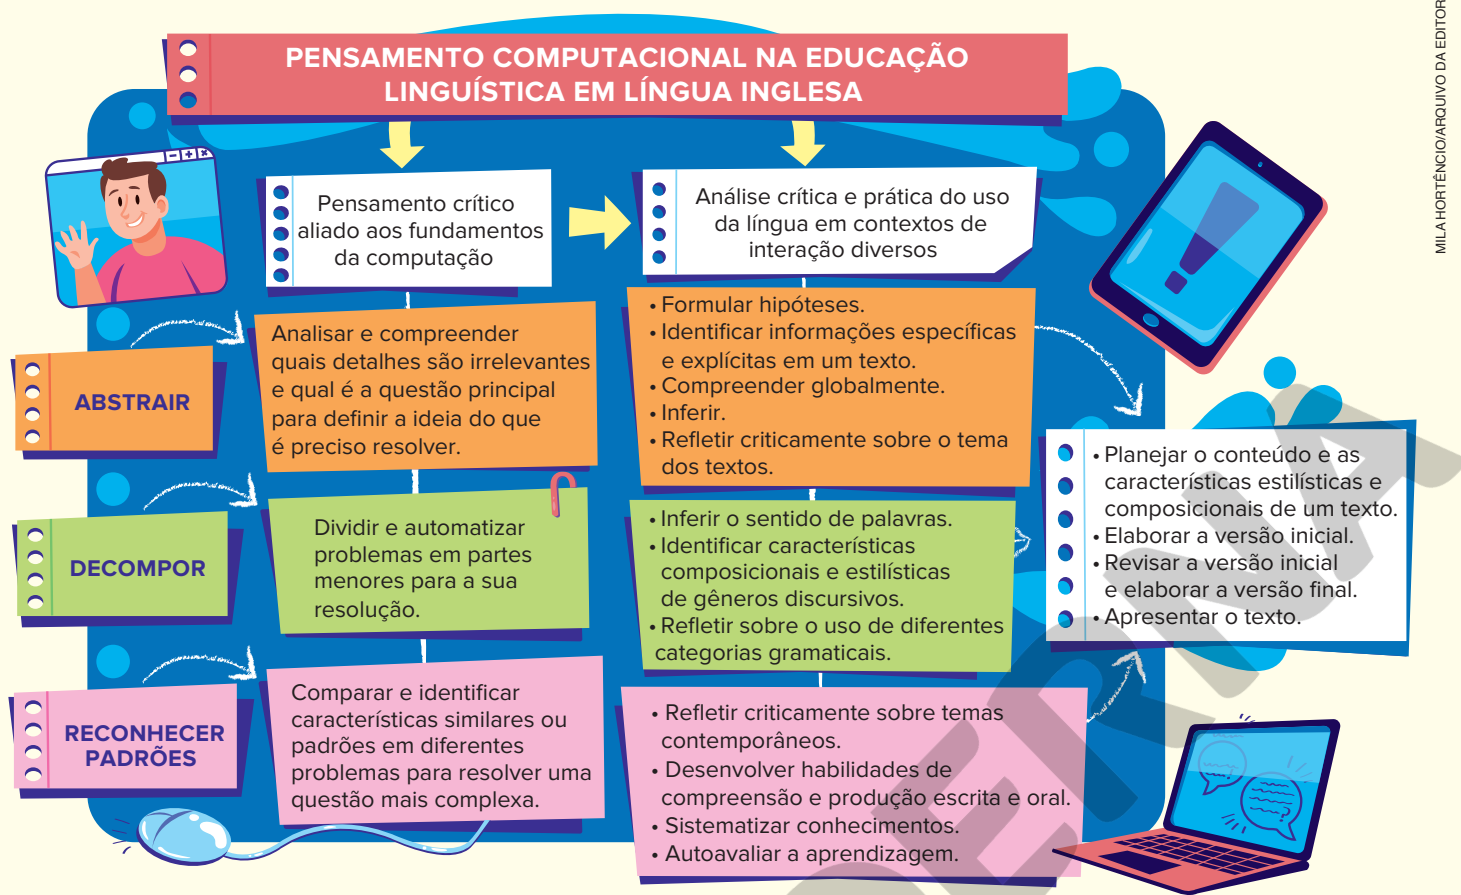 PENSAMENTO COMPUTACIONAL NA EDUCAÇÃO
LINGUÍSTICA EM LÍNGUA INGLESA
Pensamento crítico
aliado aos fundamentos
da computação
Análise crítica e prática do uso
da língua em contextos de
interação diversos
ABSTRAIR
Analisar e compreender
quais detalhes são irrelevantes
e qual é a questão principal
para definir a ideia do que
é preciso resolver.
• Formular hipóteses.
• Identificar informações específicas
e explícitas em um texto.
• Compreender globalmente.
• Inferir.
• Refletir criticamente sobre o tema
dos textos.
DECOMPOR
Dividir e automatizar
problemas em partes
menores para a sua
resolução.
• Inferir o sentido de palavras.
• Identificar características
composicionais e estilísticas
de gêneros discursivos.
• Refletir sobre o uso de diferentes
categorias gramaticais.
RECONHECER
PADRÕES
Comparar e identificar
características similares ou
padrões em diferentes
problemas para resolver uma
questão mais complexa.
• Refletir criticamente sobre temas
contemporâneos.
• Desenvolver habilidades de
compreensão e produção escrita e oral.
• Sistematizar conhecimentos.
• Autoavaliar a aprendizagem.
• Planejar o conteúdo e as
características estilísticas e
composicionais de um texto.
• Elaborar a versão inicial.
• Revisar a versão inicial
e elaborar a versão final.
• Apresentar o texto.
MILA HORTENCIO/ARQUIVO DA EDITOR
ERNA